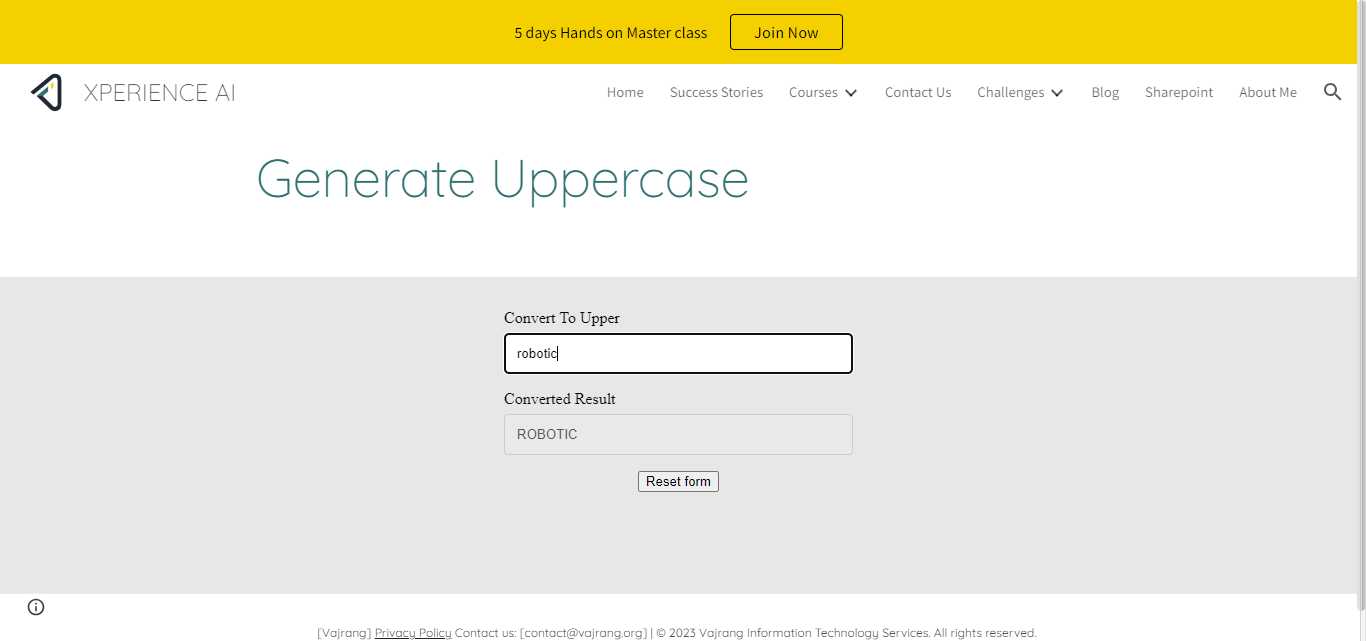 5 days Hands on Master class Join Now
XPERIENCE AI Home Success Stories Courses Contact Us Challenges Blog Sharepoint About Me
Generate Uppercase
Convert To Upper
robotic
Converted Result
ROBOTIC
Reset form
[Vajrang] Privacy Policy Contact us: [contact@vajrang.org] | © 2023 Vajrang Information Technology Services. All rights reserved.